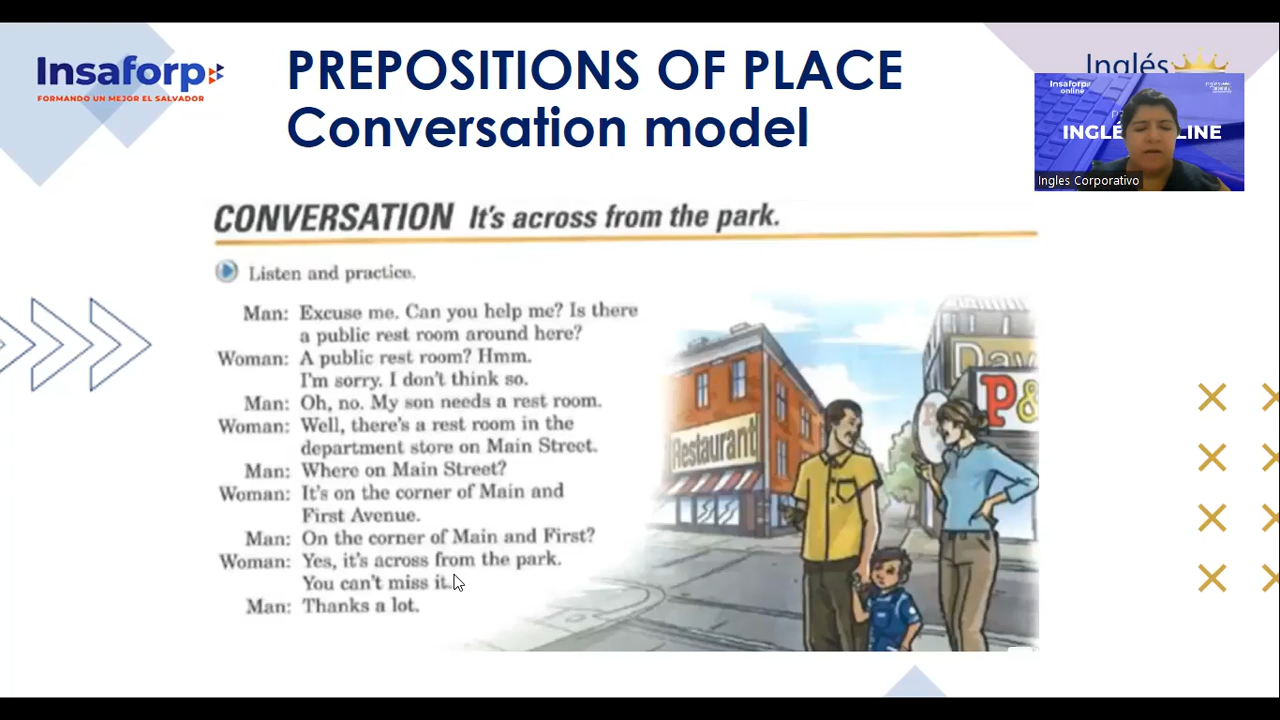 Insaforp
FORMANDO UN MEJOR EL SALVADOR
PREPOSITIONS OF PLACE
Conversation model
Inglés
Insaforp
online
INGLÉ LINE
Ingles Corporativo
CONVERSATION It's across from the park.
Listen and practice.
Man: Excuse me. Can you help me? Is there
a public rest room around here?
Woman: A public rest room? Hmm.
I'm sorry. I don't think so.
Man: Oh, no. My son needs a rest room.
Woman: Well, there's a rest room in the
department store on Main Street.
Man: Where on Main Street?
Woman: It's on the corner of Main and
First Avenue.
Man: On the corner of Main and First?
Woman: Yes, it's across from the park.
You can't miss it.
Man: Thanks a lot.
Restaurant
Dav
P&